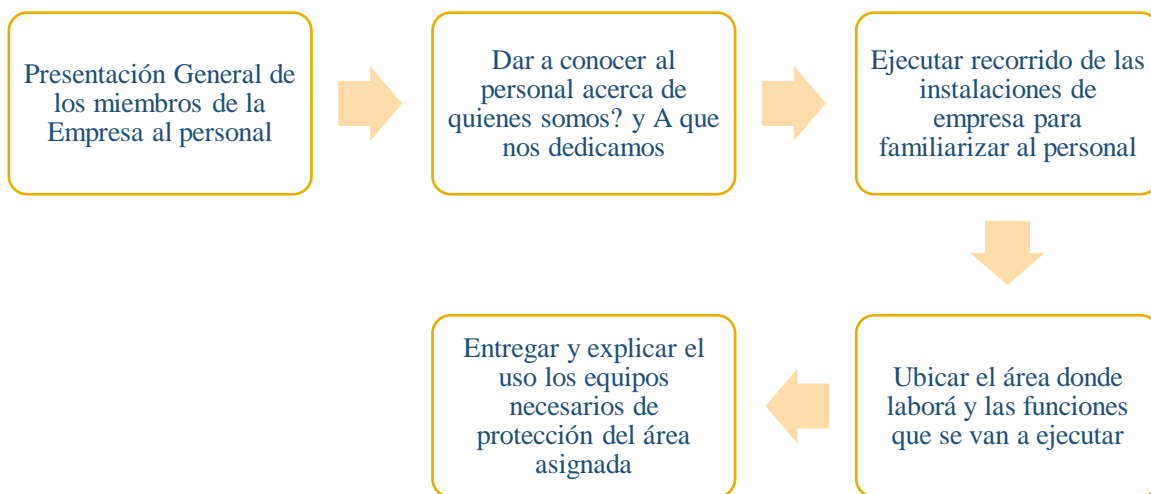 Presentación General de
los miembros de la
Empresa al personal
Dar a conocer al
personal acerca de
quienes somos? y A que
nos dedicamos
Ejecutar recorrido de las
instalaciones de
empresa para
familiarizar al personal
Ubicar el área donde
laborá y las funciones
que se van a ejecutar
Entregar y explicar el
uso los equipos
necesarios de
protección del área
asignada